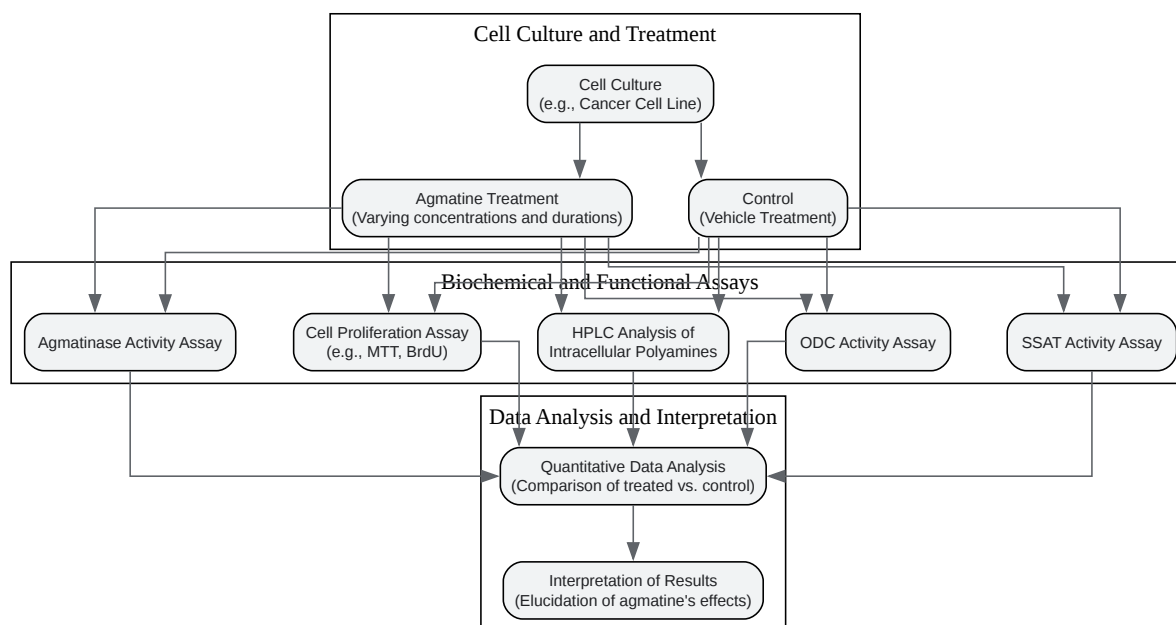 Cell Culture and Treatment
Cell Culture
(e.g., Cancer Cell Line)
Agmatine Treatment
(Varying concentrations and durations)
Control
(Vehicle Treatment)
Biochemical and Functional Assays
Agmatinase Activity Assay
Cell Proliferation Assay
(e.g., MTT, BrdU)
HPLC Analysis of
Intracellular Polyamines
ODC Activity Assay
SSAT Activity Assay
Data Analysis and Interpretation
Quantitative Data Analysis
(Comparison of treated vs. control)
Interpretation of Results
(Elucidation of agmatine's effects)